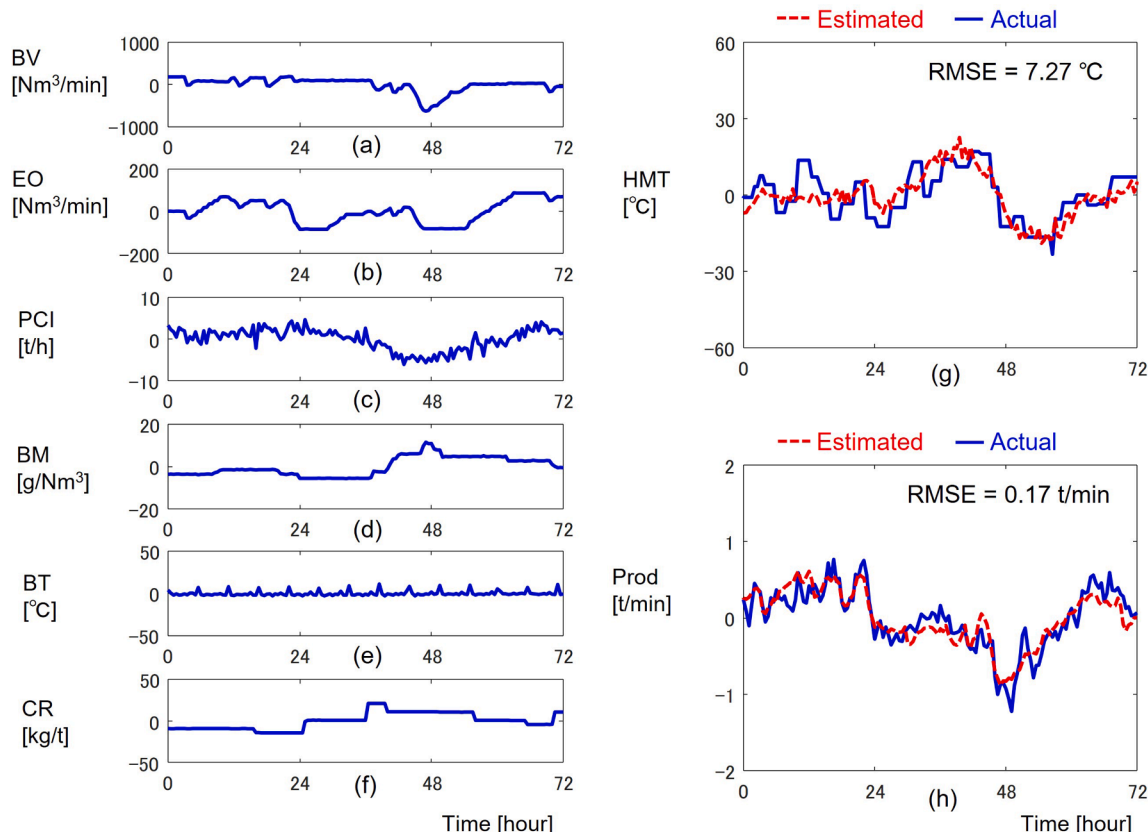 BV
[Nm³/min]
1000
0
−1000
0
24
48
72
(a)
EO
[Nm³/min]
200
0
−200
0
24
48
72
(b)
PCI
[t/h]
10
0
−10
0
24
48
72
(c)
BM
[g/Nm³]
20
0
−20
0
24
48
72
(d)
BT
[℃]
50
0
−50
0
24
48
72
(e)
CR
[kg/t]
50
0
−50
0
24
48
72
(f)
Time [hour]
Estimated Actual
RMSE = 7.27 ℃
HMT
[℃]
60
30
0
−30
−60
0
24
48
72
(g)
Estimated Actual
RMSE = 0.17 t/min
Prod
[t/min]
2
1
0
−1
−2
0
24
48
72
(h)
Time [hour]